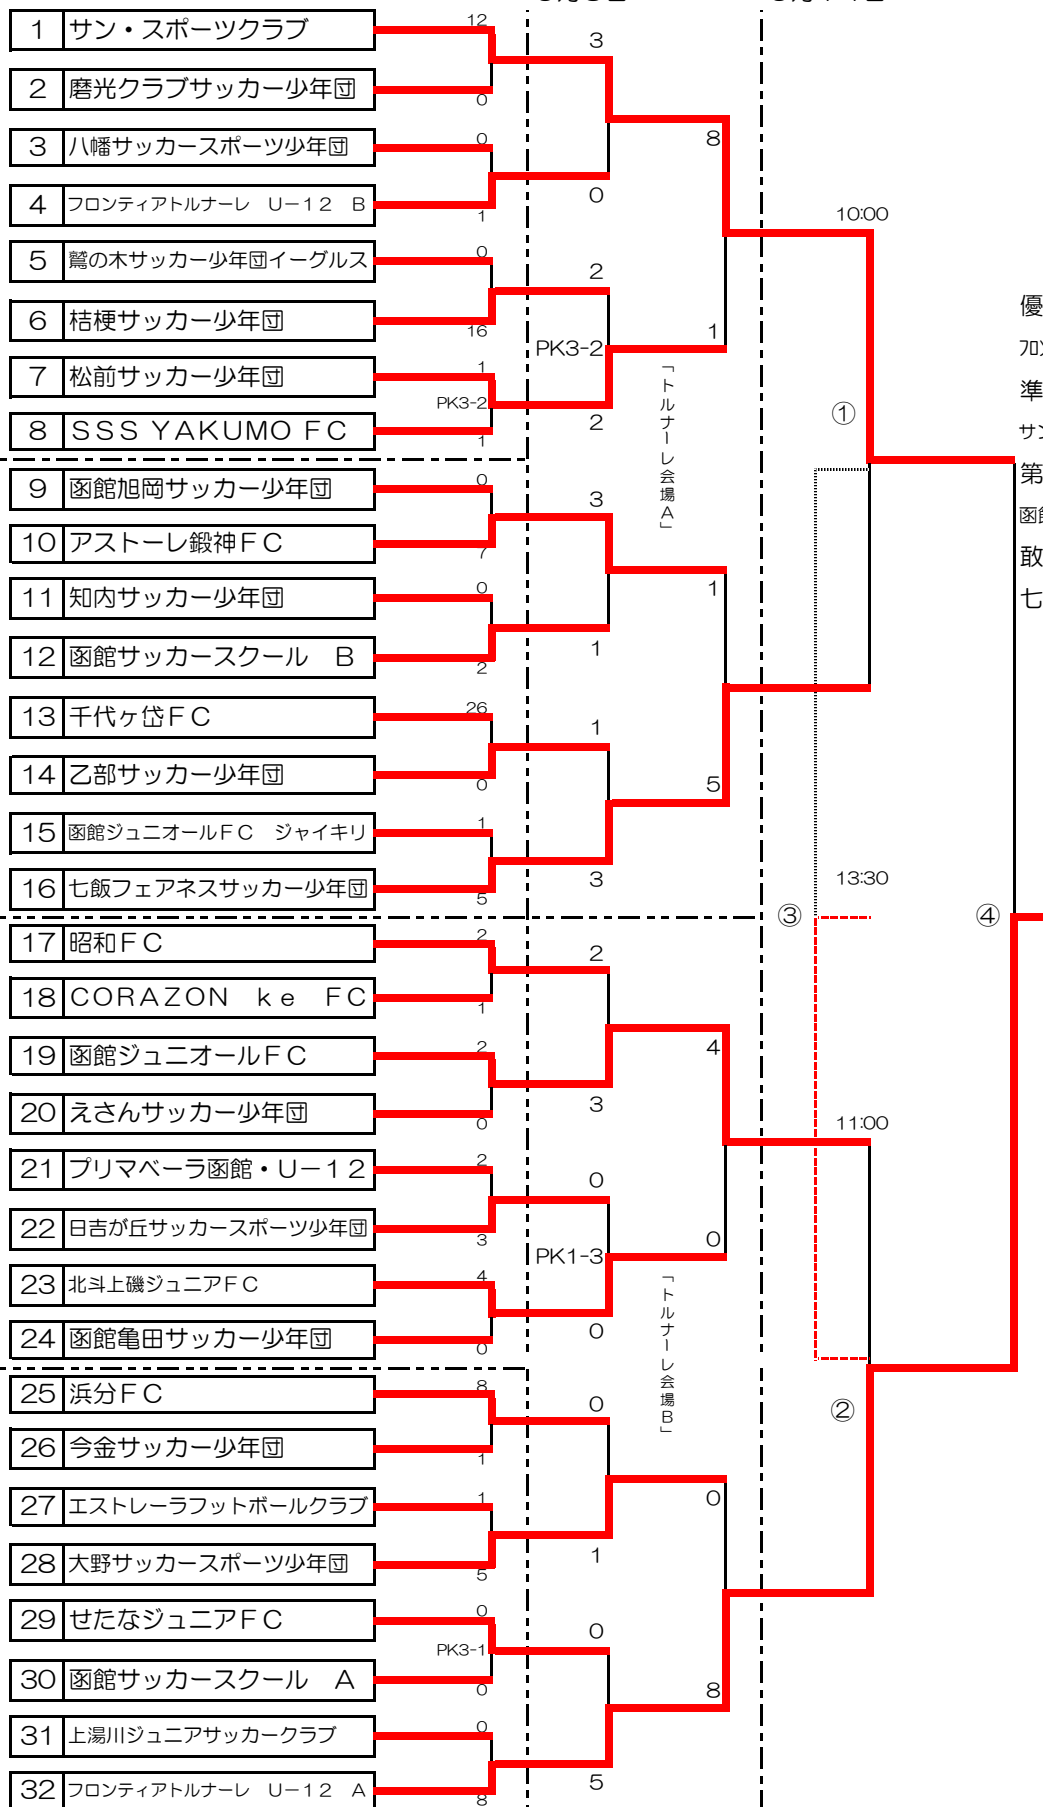 1 サン・スポーツクラブ 12
3
2 磨光クラブサッカー少年団 0
3 八幡サッカースポーツ少年団 0
8
0
4 フロンティアトルナーレ U－12 B 1
10:00
5 鷲の木サッカー少年団イーグルス 0
2
6 桔梗サッカー少年団 16
1
PK3-2
7 松前サッカー少年団 1
PK3-2
8 SSS YAKUMO FC 1
2
「トルナーレ会場A」
①
優
準
第
敢
七
9 函館旭岡サッカー少年団 0
3
10 アストーレ鍛神FC 7
11 知内サッカー少年団 0
1
12 函館サッカースクール B 2
1
13 千代ヶ岱FC 26
1
14 乙部サッカー少年団 0
5
15 函館ジュニオールFC ジャイキリ 1
16 七飯フェアネスサッカー少年団 5
3
13:30
③
④
17 昭和FC 2
2
18 CORAZON ke FC 1
19 函館ジュニオールFC 2
4
3
20 えさんサッカー少年団 0
11:00
21 プリマベーラ函館・U－12 2
0
22 日吉が丘サッカースポーツ少年団 3
0
PK1-3
23 北斗上磯ジュニアFC 4
0
24 函館亀田サッカー少年団 0
「トルナーレ会場B」
②
25 浜分FC 8
0
26 今金サッカー少年団 1
27 エストレーラフットボールクラブ 1
0
1
28 大野サッカースポーツ少年団 5
29 せたなジュニアFC 0
0
PK3-1
30 函館サッカースクール A 0
8
31 上湯川ジュニアサッカークラブ 0
5
32 フロンティアトルナーレ U－12 A 8